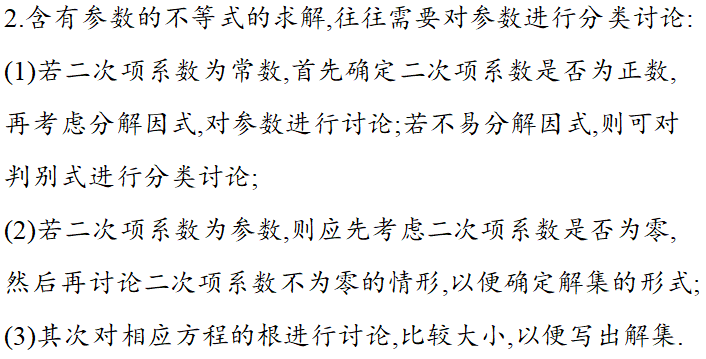 2.含有参数的不等式的求解,往往需要对参数进行分类讨论:
(1)若二次项系数为常数,首先确定二次项系数是否为正数,
再考虑分解因式,对参数进行讨论;若不易分解因式,则可对
判别式进行分类讨论;
(2)若二次项系数为参数,则应先考虑二次项系数是否为零,
然后再讨论二次项系数不为零的情形,以便确定解集的形式;
(3)其次对相应方程的根进行讨论,比较大小,以便写出解集.